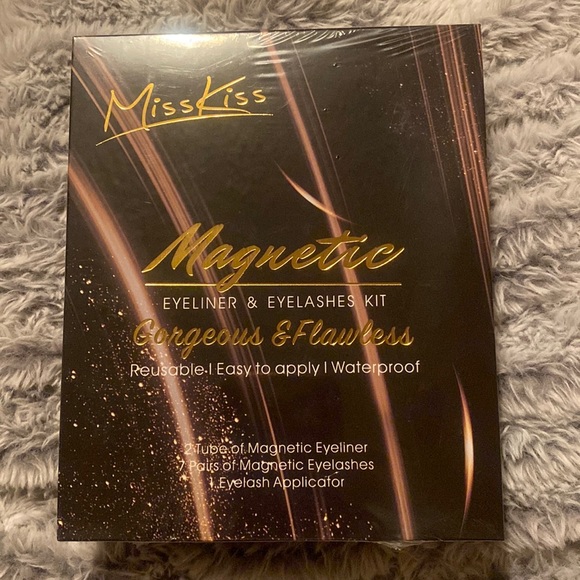 MissKiss
Magnetic
EYELINER & EYELASHES KIT
Gorgeous &Flawless
Reusable I Easy to apply I Waterproof
2 Tube of Magnetic Eyeliner
7 Pairs of Magnetic Eyelashes
1 Eyelash Applicator